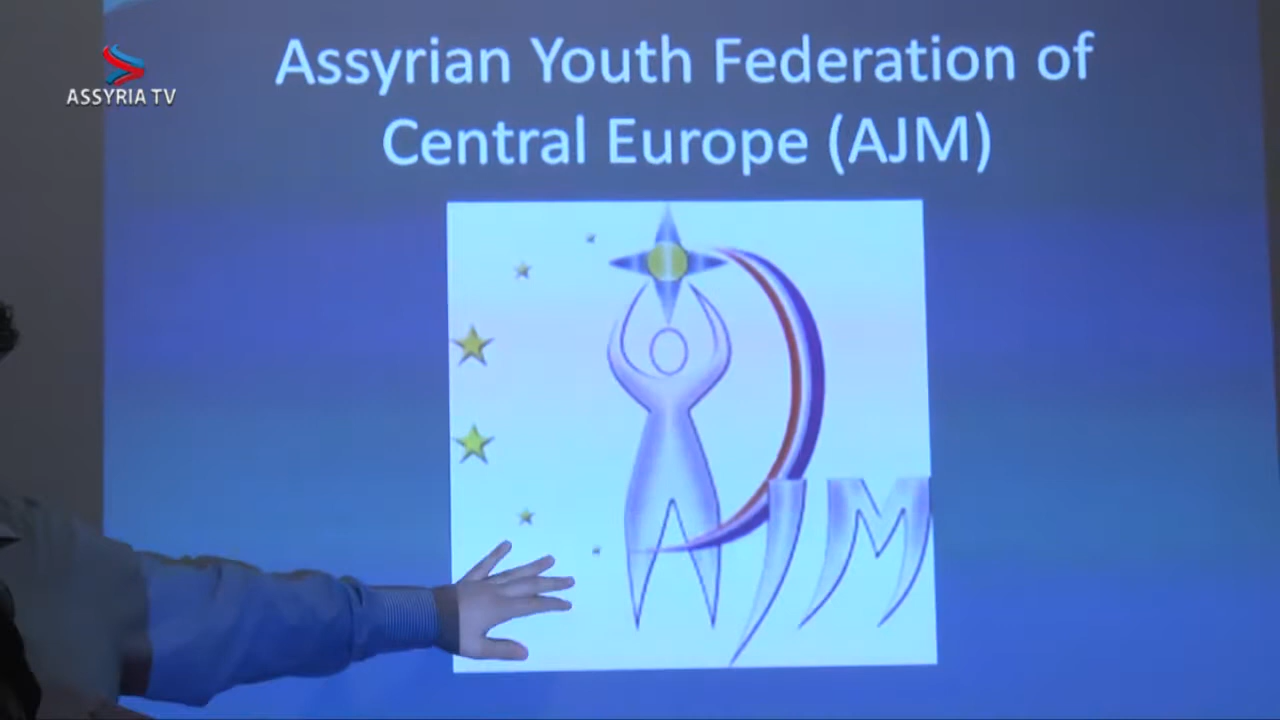 ASSYRIA TV
Assyrian Youth Federation of
Central Europe (AJM)
AJM